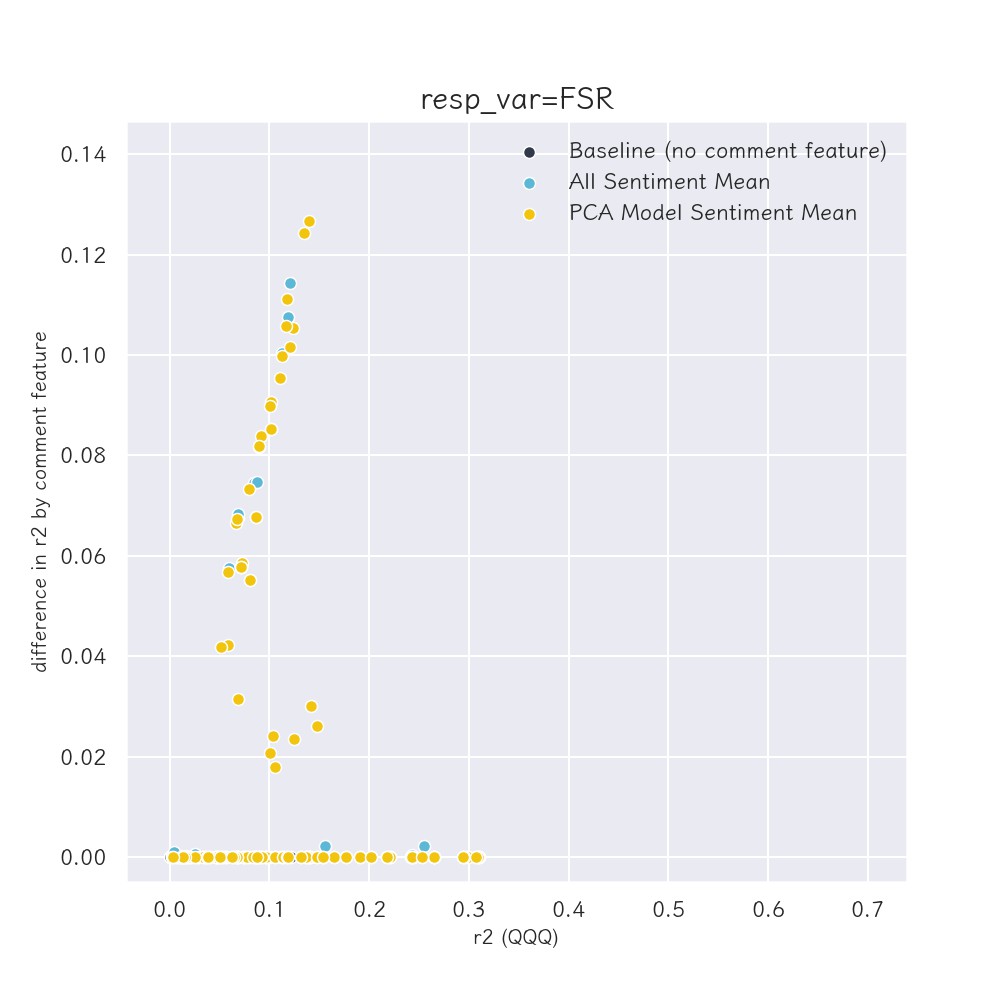 resp_var=FSR
Baseline (no comment feature)
All Sentiment Mean
PCA Model Sentiment Mean
difference in r2 by comment feature
0.14
0.12
0.10
0.08
0.06
0.04
0.02
0.00
0.0 0.1 0.2 0.3 0.4 0.5 0.6 0.7
r2 (QQQ)